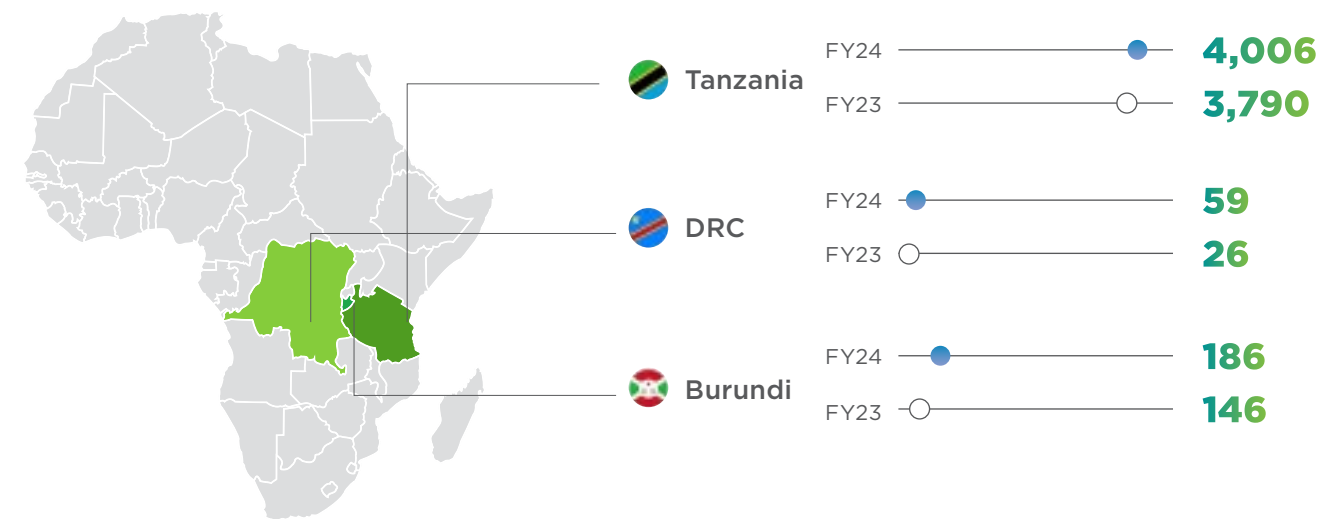 Tanzania
FY24 4,006
FY23 3,790
DRC
FY24 59
FY23 26
Burundi
FY24 186
FY23 146